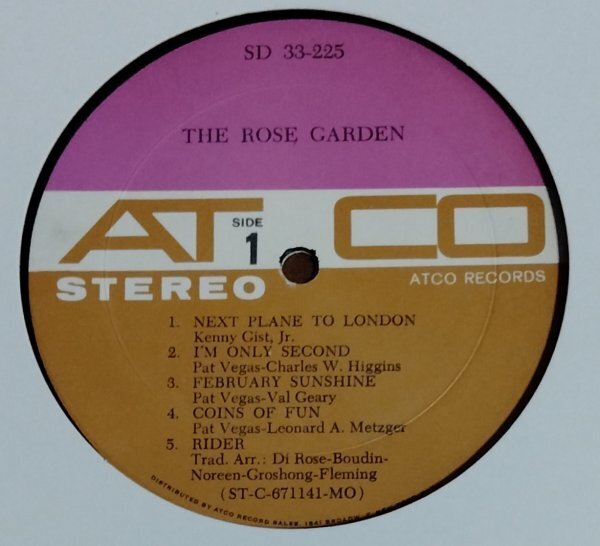 SD 33-225
THE ROSE GARDEN
ATCO
SIDE
1
STEREO
ATCO RECORDS
1. NEXT PLANE TO LONDON
Kenny Gist, Jr.
2. I'M ONLY SECOND
Pat Vegas-Charles W. Higgins
3. FEBRUARY SUNSHINE
Pat Vegas-Val Geary
4. COINS OF FUN
Pat Vegas-Leonard A. Metzger
5. RIDER
Trad. Arr.: Di Rose-Boudin-
Noreen-Groshong-Fleming
(ST-C-671141-MO)
DISTRIBUTED BY ATCO RECORD SALES, 1841 BROADW